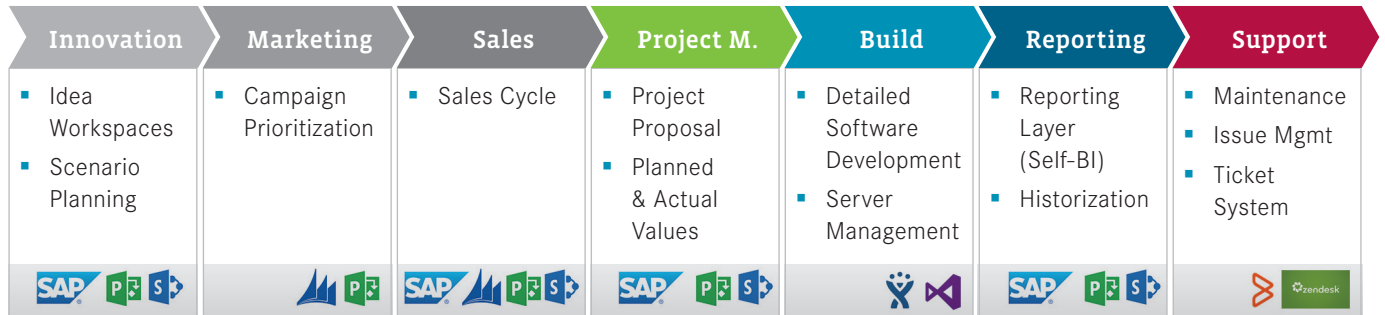 Innovation
Marketing
Sales
Project M.
Build
Reporting
Support
Idea
Workspaces
Scenario
Planning
Campaign
Prioritization
Sales Cycle
Project
Proposal
Planned
& Actual
Values
Detailed
Software
Development
Server
Management
Reporting
Layer
(Self-BI)
Historization
Maintenance
Issue Mgmt
Ticket
System
SAP
P
S
P
SAP
P
S
SAP
P
S
SAP
P
S
zendesk